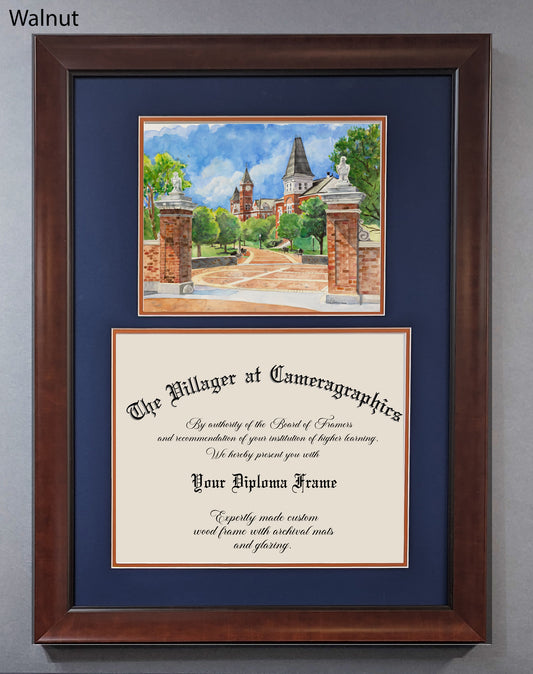 Walnut
The Villager at Cameragraphics
By authority of the Board of Framers
and recommendation of your institution of higher learning.
We hereby present you with
Your Diploma Frame
Expertly made custom
wood frame with archival mats
and glazing.